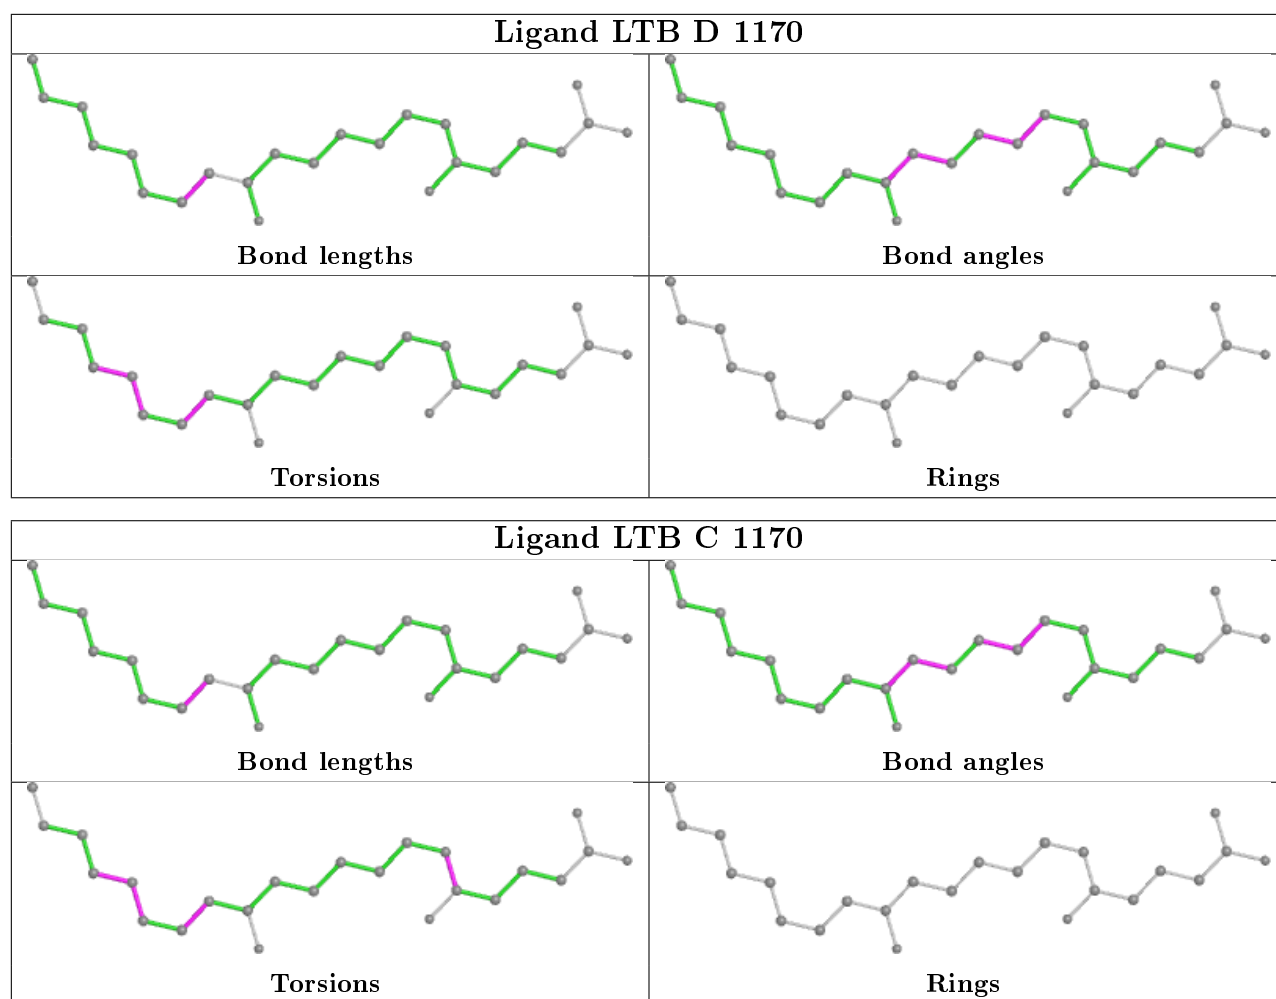 Ligand LTB D 1170
Bond lengths
Bond angles
Torsions
Rings
Ligand LTB C 1170
Bond lengths
Bond angles
Torsions
Rings